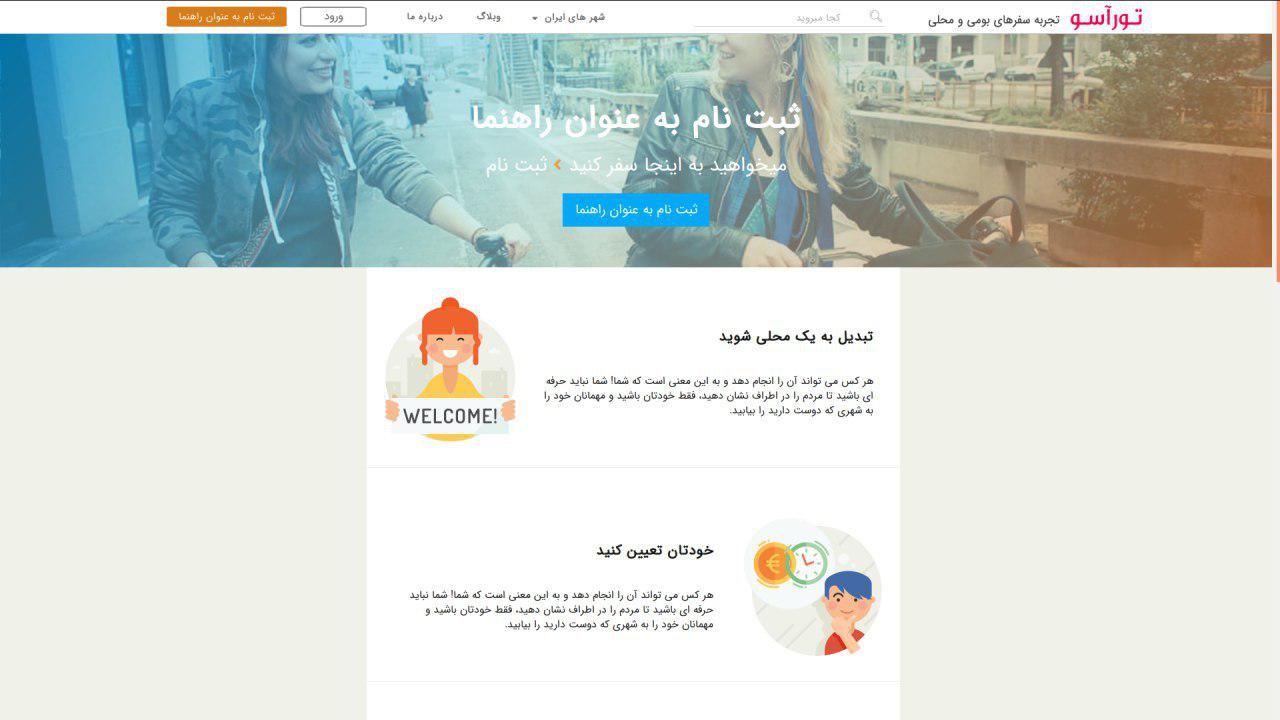 تورآسو
تجربه سفرهای بومی و محلی
کجا میروید
شهر های ایران
وبلاگ
درباره ما
ورود
ثبت نام به عنوان راهنما
ثبت نام به عنوان راهنما
میخواهید به اینجا سفر کنید › ثبت نام
ثبت نام به عنوان راهنما
تبدیل به یک محلی شوید
هر کس می تواند آن را انجام دهد و به این معنی است که شما! شما نباید حرفه
ای باشید تا مردم را در اطراف نشان دهید، فقط خودتان باشید و مهمانان خود را
به شهری که دوست دارید را بیابید.
WELCOME!
خودتان تعیین کنید
هر کس می تواند آن را انجام دهد و به این معنی است که شما! شما نباید
حرفه ای باشید تا مردم را در اطراف نشان دهید، فقط خودتان باشید و
مهمانان خود را به شهری که دوست دارید را بیابید.